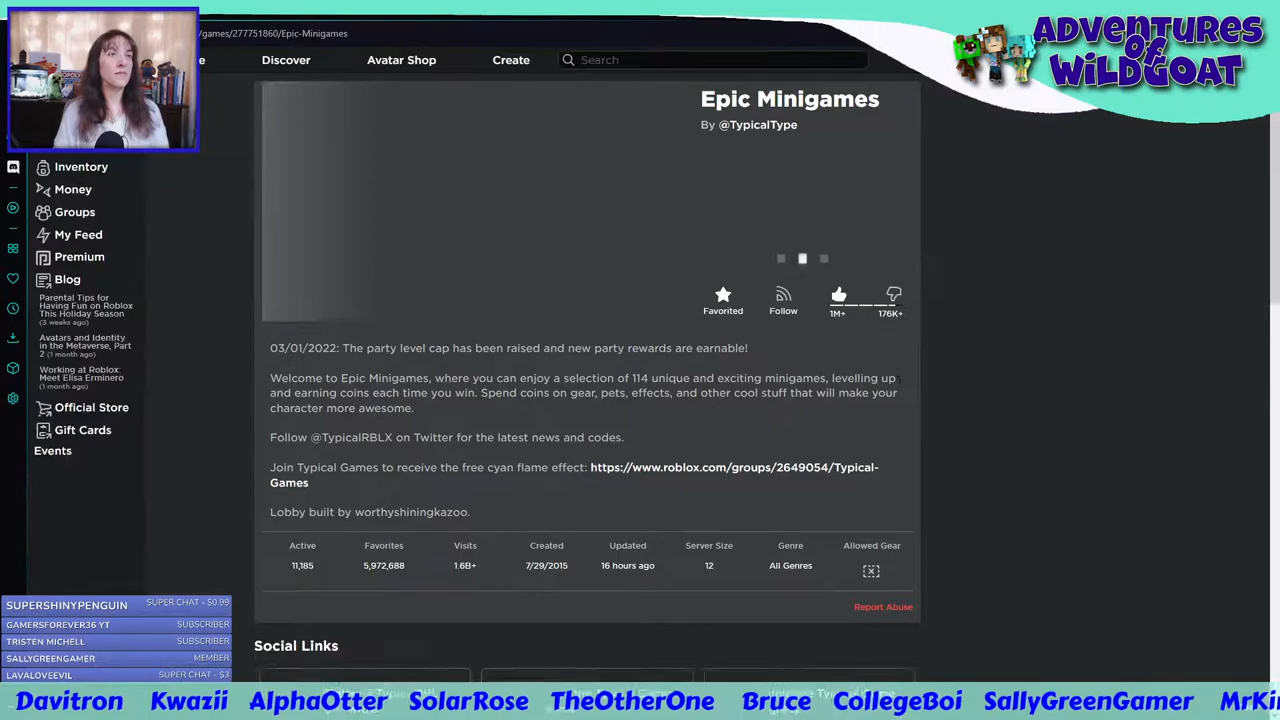 /games/277751860/Epic-Minigames
ADVENTURES
OF
WILDGOAT
Discover
Avatar Shop
Create
Search
Epic Minigames
By @TypicalType
Inventory
Money
Groups
My Feed
Premium
Blog
Parental Tips for
Having Fun on Roblox
This Holiday Season
(3 weeks ago)
Avatars and Identity
in the Metaverse, Part
2 (1 month ago)
Working at Roblox:
Meet Elisa Erminero
(1 month ago)
Official Store
Gift Cards
Events
Favorited
Follow
1M+
176K+
03/01/2022: The party level cap has been raised and new party rewards are earnable!
Welcome to Epic Minigames, where you can enjoy a selection of 114 unique and exciting minigames, levelling up
and earning coins each time you win. Spend coins on gear, pets, effects, and other cool stuff that will make your
character more awesome.
Follow @TypicalRBLX on Twitter for the latest news and codes.
Join Typical Games to receive the free cyan flame effect: https://www.roblox.com/groups/2649054/Typical-
Games
Lobby built by worthyshiningkazoo.
Active Favorites Visits Created Updated Server Size Genre Allowed Gear
11,185 5,972,688 1.6B+ 7/29/2015 16 hours ago 12 All Genres
Report Abuse
Social Links
SUPERSHINYPENGUIN SUPER CHAT - $0.99
GAMERSFOREVER36 YT SUBSCRIBER
TRISTEN MICHELL SUBSCRIBER
SALLYGREENGAMER MEMBER
LAVALOVEEVIL SUPER CHAT - $3
Davitron Kwazii AlphaOtter SolarRose TheOtherOne Bruce CollegeBoi SallyGreenGamer